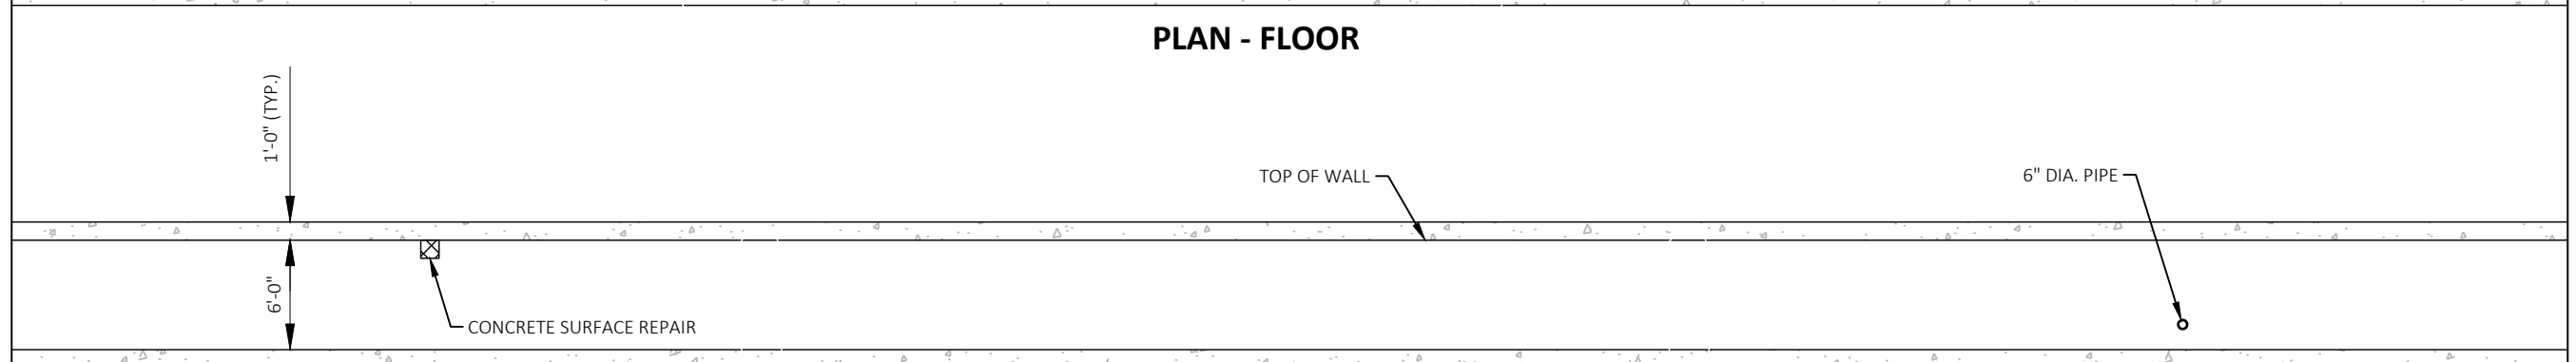 PLAN - FLOOR
1'-0" (TYP.)
TOP OF WALL
6" DIA. PIPE
6'-0"
CONCRETE SURFACE REPAIR